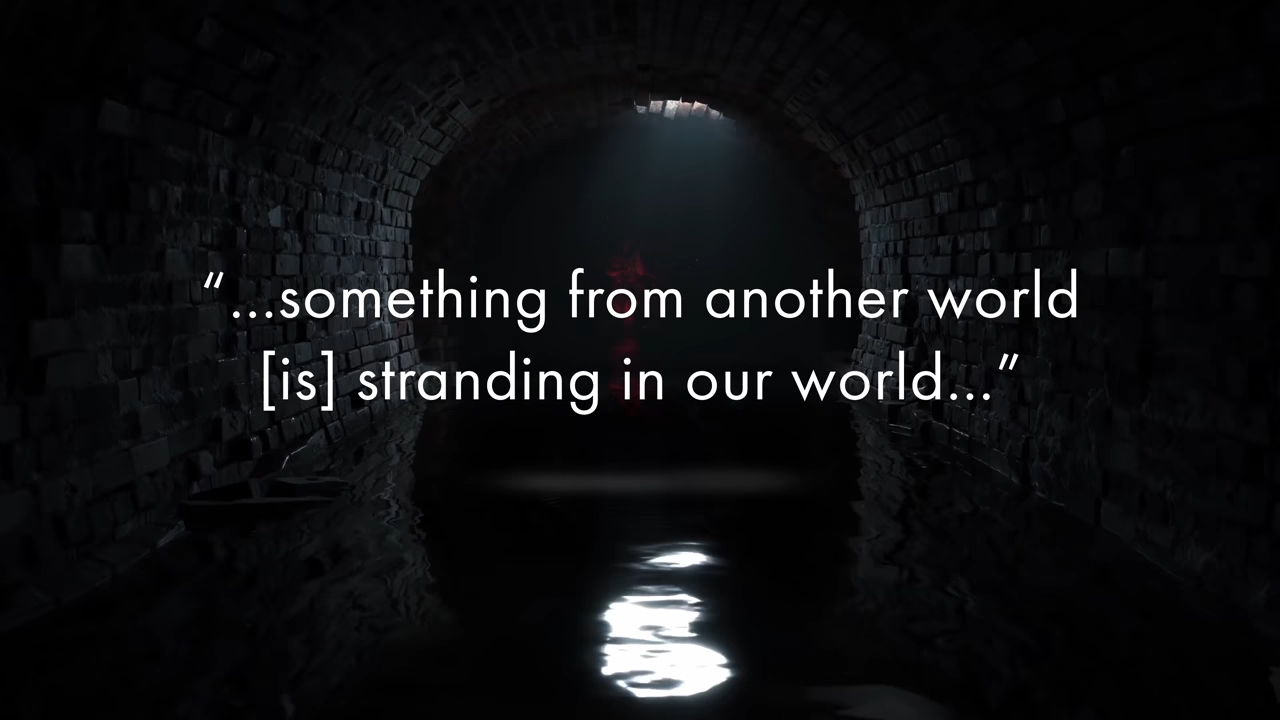 “...something from another world
[is] stranding in our world...”